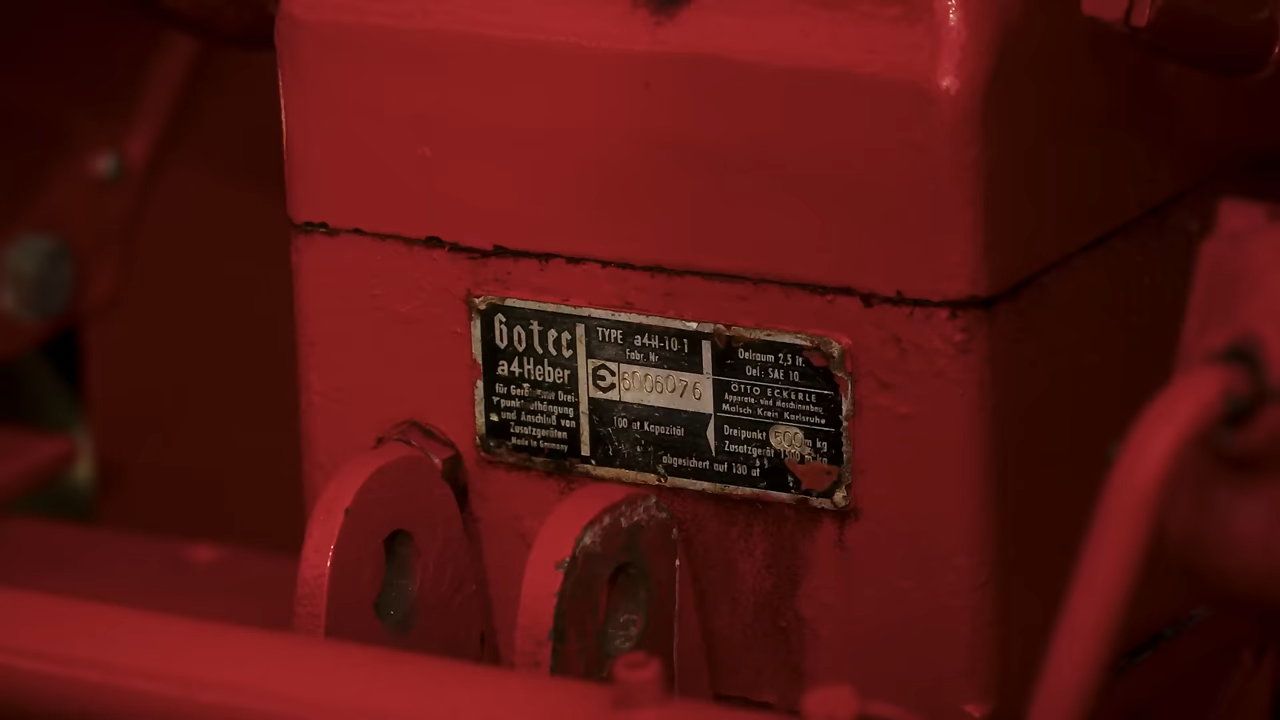 Gotec
a4Heber
für Geräte mit Drei-
punktaufhängung
und Anschluß von
Zusatzgeräten
Made in Germany
TYPE a4H-10-1
Fabr. Nr.
6006076
100 at Kapazität
abgesichert auf 130 at
Oelraum 2,5 lt.
Oel: SAE 10
OTTO ECKERLE
Apparate- und Maschinenbau
Malsch Kreis Karlsruhe
Dreipunkt 500 m kg
Zusatzgerät